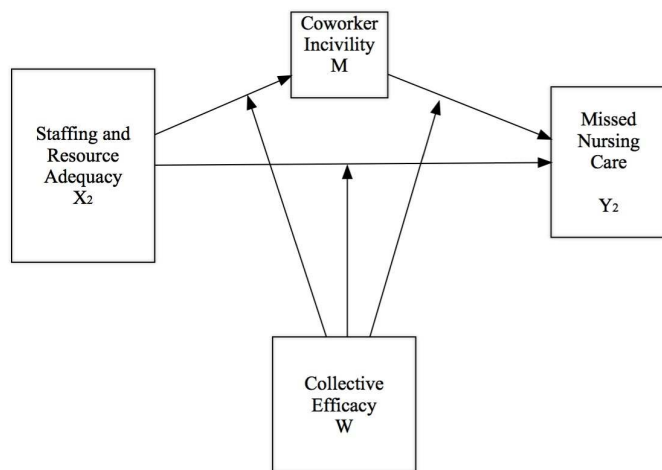 Coworker
Incivility
M
Staffing and
Resource
Adequacy
X2
Missed
Nursing
Care
Y2
Collective
Efficacy
W